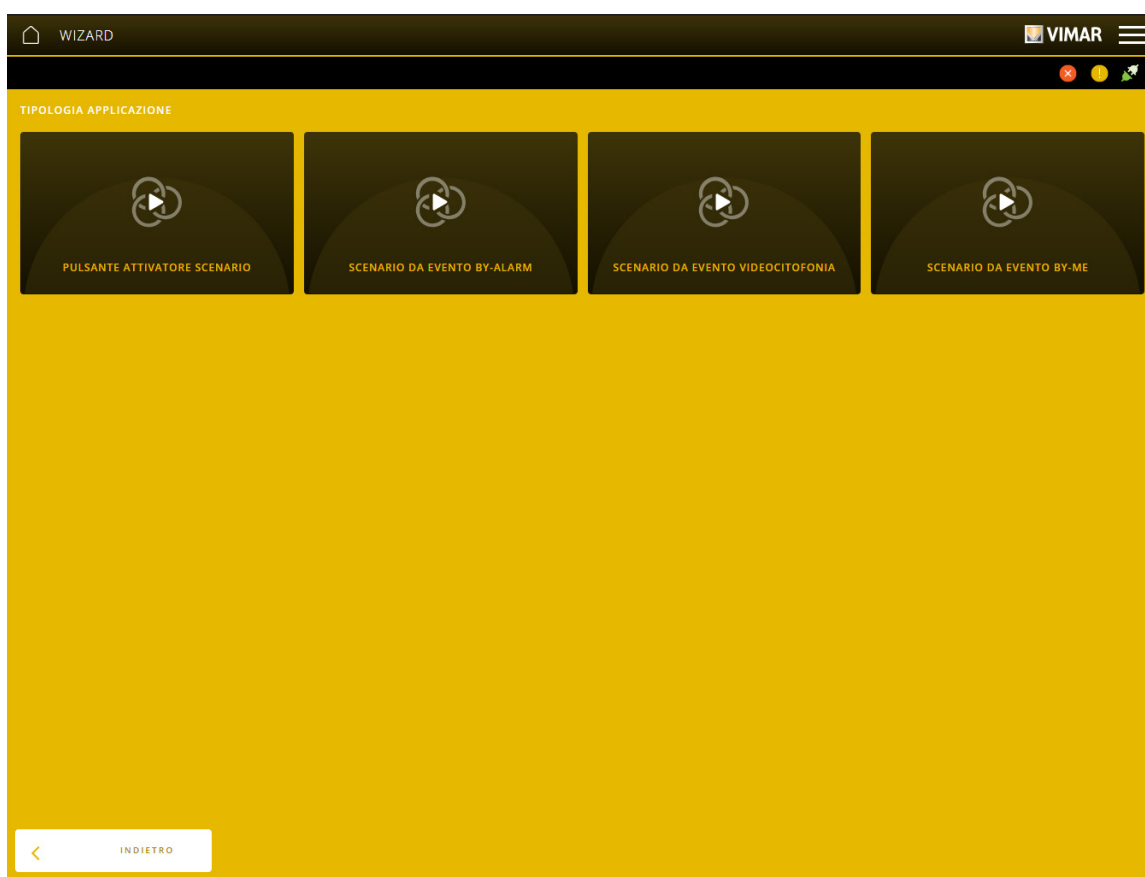 WIZARD
VIMAR
TIPOLOGIA APPLICAZIONE
PULSANTE ATTIVATORE SCENARIO
SCENARIO DA EVENTO BY-ALARM
SCENARIO DA EVENTO VIDEOCITOFONIA
SCENARIO DA EVENTO BY-ME
INDIETRO